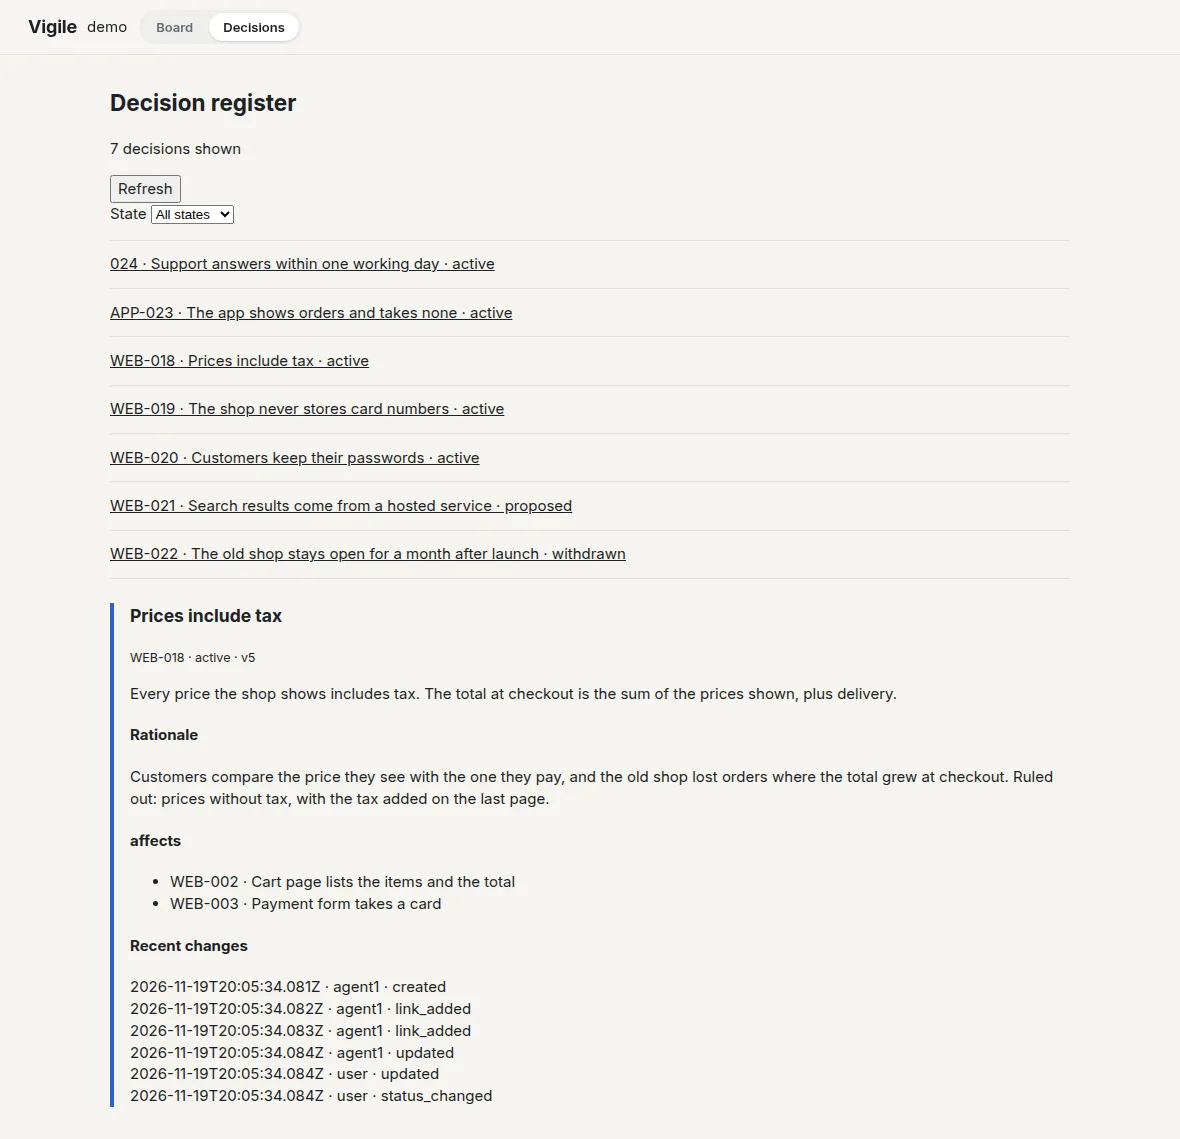 Vigile demo Board Decisions
Decision register
7 decisions shown
Refresh
State All states
024 · Support answers within one working day · active
APP-023 · The app shows orders and takes none · active
WEB-018 · Prices include tax · active
WEB-019 · The shop never stores card numbers · active
WEB-020 · Customers keep their passwords · active
WEB-021 · Search results come from a hosted service · proposed
WEB-022 · The old shop stays open for a month after launch · withdrawn
Prices include tax
WEB-018 · active · v5
Every price the shop shows includes tax. The total at checkout is the sum of the prices shown, plus delivery.
Rationale
Customers compare the price they see with the one they pay, and the old shop lost orders where the total grew at checkout. Ruled
out: prices without tax, with the tax added on the last page.
affects
• WEB-002 · Cart page lists the items and the total
• WEB-003 · Payment form takes a card
Recent changes
2026-11-19T20:05:34.081Z · agent1 · created
2026-11-19T20:05:34.082Z · agent1 · link_added
2026-11-19T20:05:34.083Z · agent1 · link_added
2026-11-19T20:05:34.084Z · agent1 · updated
2026-11-19T20:05:34.084Z · user · updated
2026-11-19T20:05:34.084Z · user · status_changed